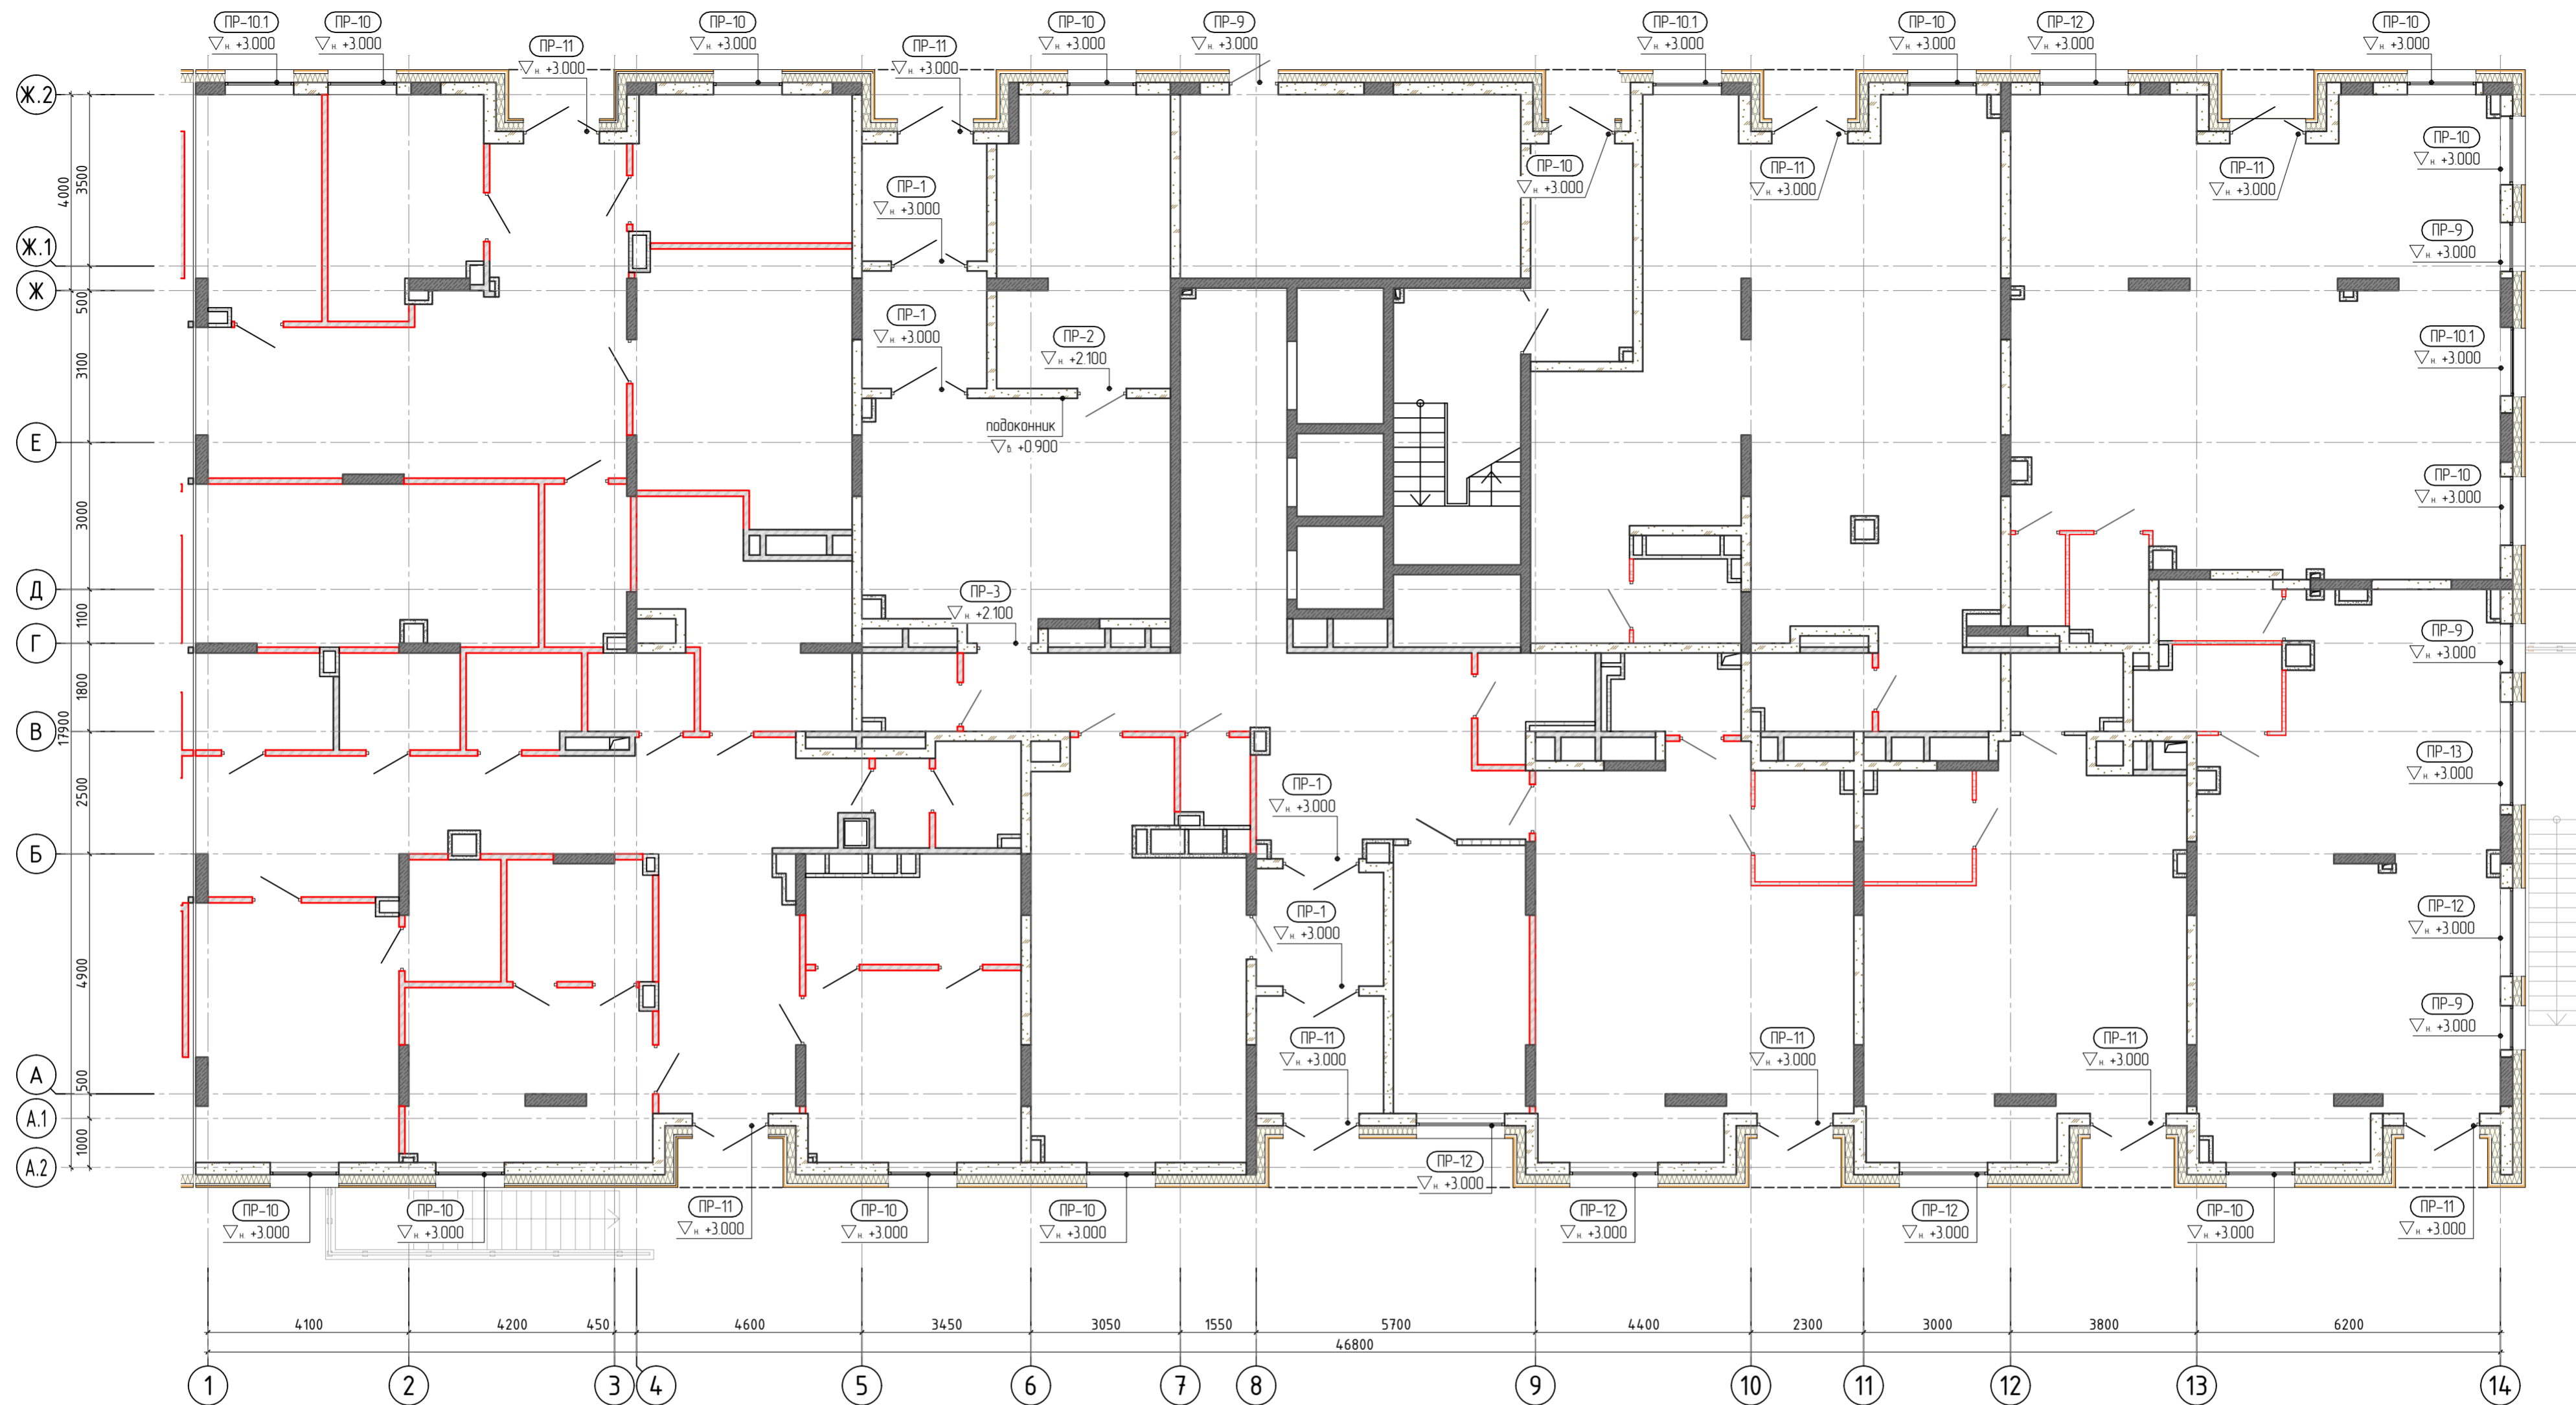 ПР-10.1
н. +3.000
ПР-10
н. +3.000
ПР-11
н. +3.000
ПР-10
н. +3.000
ПР-11
н. +3.000
ПР-10
н. +3.000
ПР-9
н. +3.000
ПР-10.1
н. +3.000
ПР-10
н. +3.000
ПР-12
н. +3.000
ПР-10
н. +3.000
Ж.2
Ж.1
Ж
Е
Д
Г
В
Б
А
А.1
А.2
4000
3500
500
3100
3000
1100
1800
17900
2500
4900
500
1000
ПР-1
н. +3.000
ПР-1
н. +3.000
ПР-2
н. +2.100
подоконник
в. +0.900
ПР-3
н. +2.100
ПР-10
н. +3.000
ПР-11
н. +3.000
ПР-11
н. +3.000
ПР-10
н. +3.000
ПР-9
н. +3.000
ПР-10.1
н. +3.000
ПР-10
н. +3.000
ПР-9
н. +3.000
ПР-13
н. +3.000
ПР-12
н. +3.000
ПР-9
н. +3.000
ПР-1
н. +3.000
ПР-1
н. +3.000
ПР-11
н. +3.000
ПР-11
н. +3.000
ПР-11
н. +3.000
ПР-12
н. +3.000
ПР-10
н. +3.000
ПР-10
н. +3.000
ПР-11
н. +3.000
ПР-10
н. +3.000
ПР-10
н. +3.000
ПР-12
н. +3.000
ПР-12
н. +3.000
ПР-10
н. +3.000
ПР-11
н. +3.000
4100 4200 450 4600 3450 3050 1550 5700 4400 2300 3000 3800 6200
46800
1 2 3 4 5 6 7 8 9 10 11 12 13 14